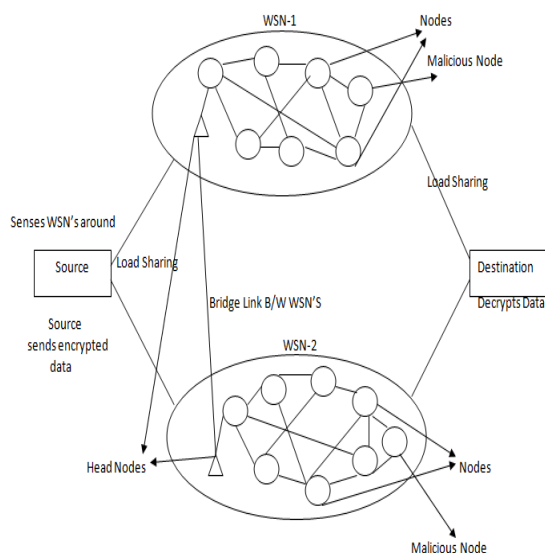 WSN-1
Nodes
Malicious Node
Load Sharing
Senses WSN's around
Source
Load Sharing
Destination
Bridge Link B/W WSN'S
Decrypts Data
Source
sends encrypted
data
WSN-2
Head Nodes
Nodes
Malicious Node